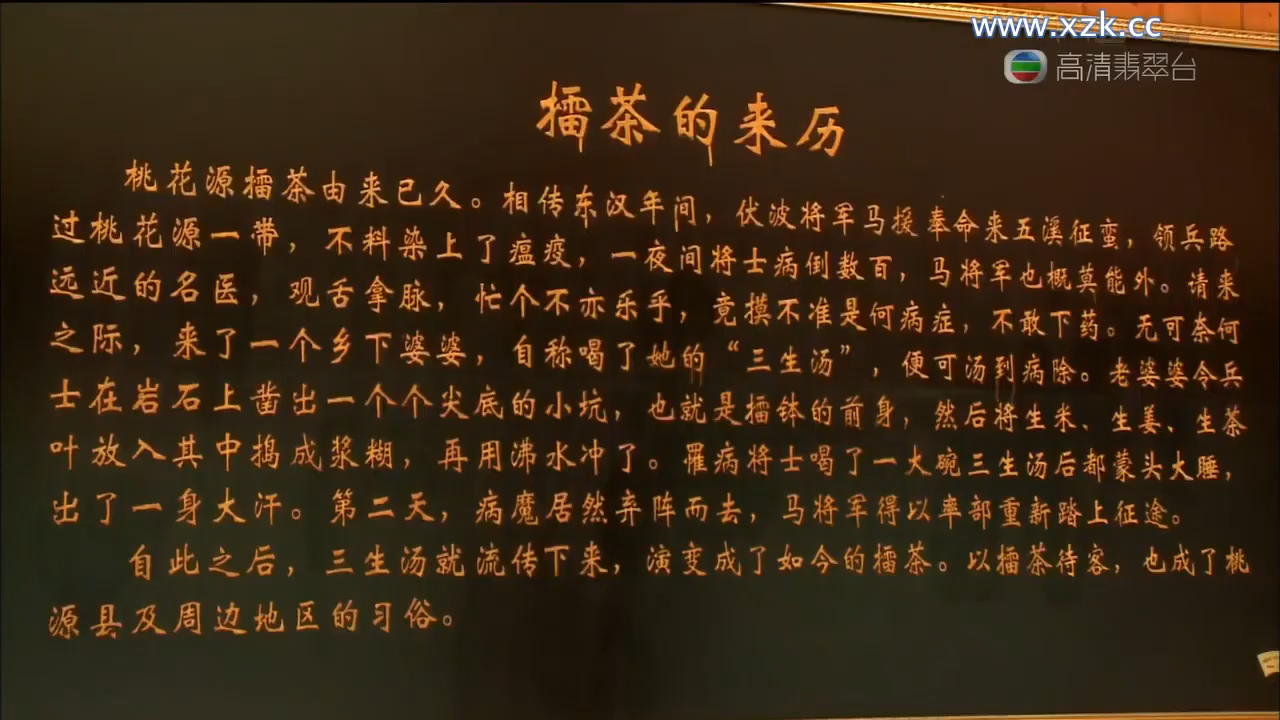 www.xzk.cc
高清翡翠台
擂茶的来历
桃花源擂茶由来已久。相传东汉年间，伏波将军马援奉命来五溪征蛮，领兵路
过桃花源一带，不料染上了瘟疫，一夜间将士病倒数百，马将军也概莫能外。请来
远近的名医，观舌拿脉，忙个不亦乐乎，竟摸不准是何病症，不敢下药。无可奈何
之际，来了一个乡下婆婆，自称喝了她的“三生汤”，便可汤到病除。老婆婆令兵
士在岩石上凿出一个个尖底的小坑，也就是擂钵的前身，然后将生米、生姜、生茶
叶放入其中捣成浆糊，再用沸水冲了。罹病将士喝了一大碗三生汤后都蒙头大睡，
出了一身大汗。第二天，病魔居然弃阵而去，马将军得以率部重新踏上征途。
自此之后，三生汤就流传下来，演变成了如今的擂茶。以擂茶待客，也成了桃
源县及周边地区的习俗。